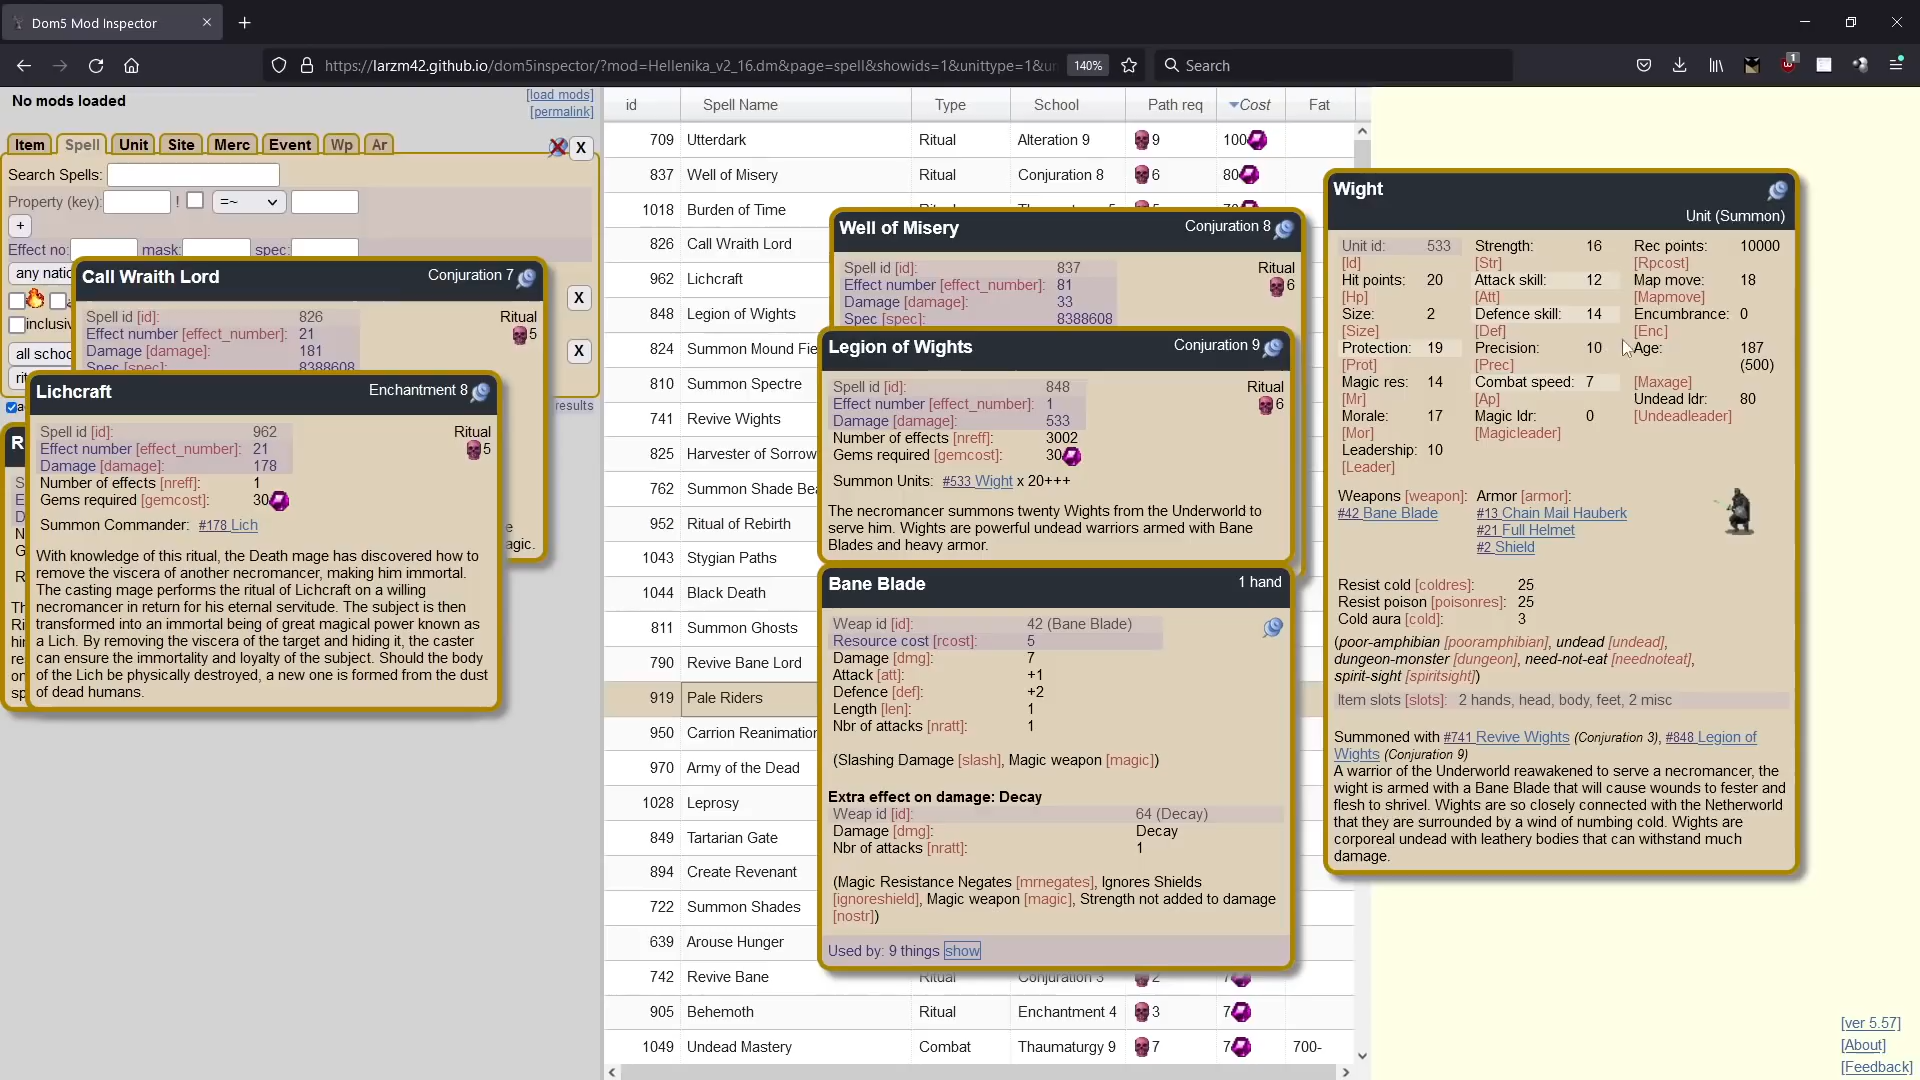 Dom5 Mod Inspector
https://larzm42.github.io/dom5inspector/?mod=Hellenika_v2_16.dm&page=spell&showids=1&unittype=1&
140%
Search
No mods loaded
[load mods]
[permalink]
Item Spell Unit Site Merc Event Wp Ar
X
Search Spells:
Property (key): ! =~
+
Effect no: mask: spec:
X
X
results
id Spell Name Type School Path req Cost Fat
709 Utterdark Ritual Alteration 9 9 100
837 Well of Misery Ritual Conjuration 8 6 80
1018 Burden of Time
826 Call Wraith Lord
962 Lichcraft
848 Legion of Wights
824 Summon Mound Fie
810 Summon Spectre
741 Revive Wights
825 Harvester of Sorrow
762 Summon Shade Bea
952 Ritual of Rebirth
1043 Stygian Paths
1044 Black Death
811 Summon Ghosts
790 Revive Bane Lord
919 Pale Riders
950 Carrion Reanimation
970 Army of the Dead
1028 Leprosy
849 Tartarian Gate
894 Create Revenant
722 Summon Shades
639 Arouse Hunger
742 Revive Bane Ritual Conjuration 3 2 7
905 Behemoth Ritual Enchantment 4 3 7
1049 Undead Mastery Combat Thaumaturgy 9 7 7 700-
Call Wraith Lord Conjuration 7
Spell id [id]: 826 Ritual
Effect number [effect_number]: 21 5
Damage [damage]: 181
Spec [spec]: 8388608
Lichcraft Enchantment 8
Spell id [id]: 962 Ritual
Effect number [effect_number]: 21 5
Damage [damage]: 178
Number of effects [nreff]: 1
Gems required [gemcost]: 30
Summon Commander: #178 Lich
With knowledge of this ritual, the Death mage has discovered how to
remove the viscera of another necromancer, making him immortal.
The casting mage performs the ritual of Lichcraft on a willing
necromancer in return for his eternal servitude. The subject is then
transformed into an immortal being of great magical power known as
a Lich. By removing the viscera of the target and hiding it, the caster
can ensure the immortality and loyalty of the subject. Should the body
of the Lich be physically destroyed, a new one is formed from the dust
of dead humans.
Well of Misery Conjuration 8
Spell id [id]: 837 Ritual
Effect number [effect_number]: 81 6
Damage [damage]: 33
Spec [spec]: 8388608
Legion of Wights Conjuration 9
Spell id [id]: 848 Ritual
Effect number [effect_number]: 1 6
Damage [damage]: 533
Number of effects [nreff]: 3002
Gems required [gemcost]: 30
Summon Units: #533 Wight x 20+++
The necromancer summons twenty Wights from the Underworld to
serve him. Wights are powerful undead warriors armed with Bane
Blades and heavy armor.
Bane Blade 1 hand
Weap id [id]: 42 (Bane Blade)
Resource cost [rcost]: 5
Damage [dmg]: 7
Attack [att]: +1
Defence [def]: +2
Length [len]: 1
Nbr of attacks [nratt]: 1
(Slashing Damage [slash], Magic weapon [magic])
Extra effect on damage: Decay
Weap id [id]: 64 (Decay)
Damage [dmg]: Decay
Nbr of attacks [nratt]: 1
(Magic Resistance Negates [mrnegates], Ignores Shields
[ignoreshield], Magic weapon [magic], Strength not added to damage
[nostr])
Used by: 9 things show
Wight
Unit (Summon)
Unit id: 533 Strength: 16 Rec points: 10000
[Id] [Str] [Rpcost]
Hit points: 20 Attack skill: 12 Map move: 18
[Hp] [Att] [Mapmove]
Size: 2 Defence skill: 14 Encumbrance: 0
[Size] [Def] [Enc]
Protection: 19 Precision: 10 Age: 187
[Prot] [Prec] (500)
Magic res: 14 Combat speed: 7 [Maxage]
[Mr] [Ap] Undead ldr: 80
Morale: 17 Magic ldr: 0 [Undeadleader]
[Mor] [Magicleader]
Leadership: 10
[Leader]
Weapons [weapon]: Armor [armor]:
#42 Bane Blade #13 Chain Mail Hauberk
#21 Full Helmet
#2 Shield
Resist cold [coldres]: 25
Resist poison [poisonres]: 25
Cold aura [cold]: 3
(poor-amphibian [pooramphibian], undead [undead],
dungeon-monster [dungeon], need-not-eat [neednoteat],
spirit-sight [spiritsight])
Item slots [slots]: 2 hands, head, body, feet, 2 misc
Summoned with #741 Revive Wights (Conjuration 3), #848 Legion of
Wights (Conjuration 9)
A warrior of the Underworld reawakened to serve a necromancer, the
wight is armed with a Bane Blade that will cause wounds to fester and
flesh to shrivel. Wights are so closely connected with the Netherworld
that they are surrounded by a wind of numbing cold. Wights are
corporeal undead with leathery bodies that can withstand much
damage.
[ver 5.57]
[About]
[Feedback]